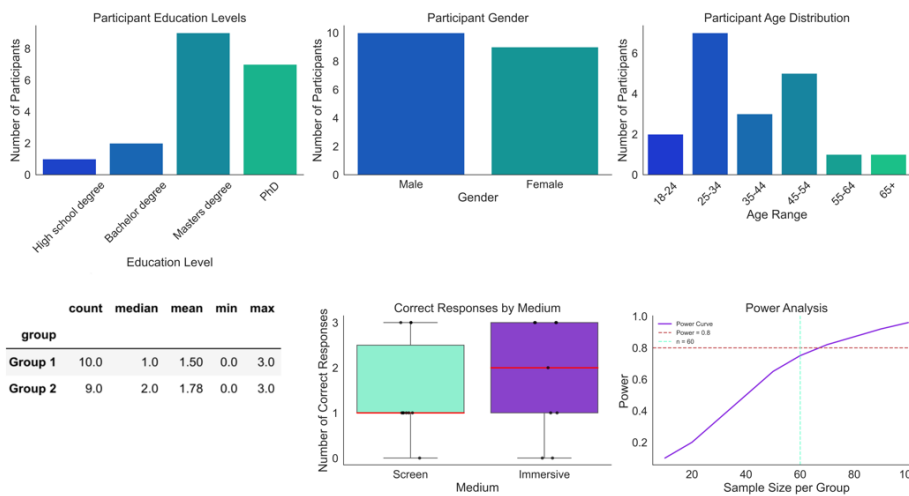 Participant Education Levels
Number of Participants
8
6
4
2
0
High school degree
Bachelor degree
Masters degree
PhD
Education Level
Participant Gender
Number of Participants
10
8
6
4
2
0
Male
Female
Gender
Participant Age Distribution
Number of Participants
6
4
2
0
18-24
25-34
35-44
45-54
55-64
65+
Age Range
count median mean min max
group
Group 1 10.0 1.0 1.50 0.0 3.0
Group 2 9.0 2.0 1.78 0.0 3.0
Correct Responses by Medium
Number of Correct Responses
3
2
1
0
Screen
Immersive
Medium
Power Analysis
Power Curve
Power = 0.8
n = 60
Power
1.0
0.8
0.6
0.4
0.2
20
40
60
80
100
Sample Size per Group